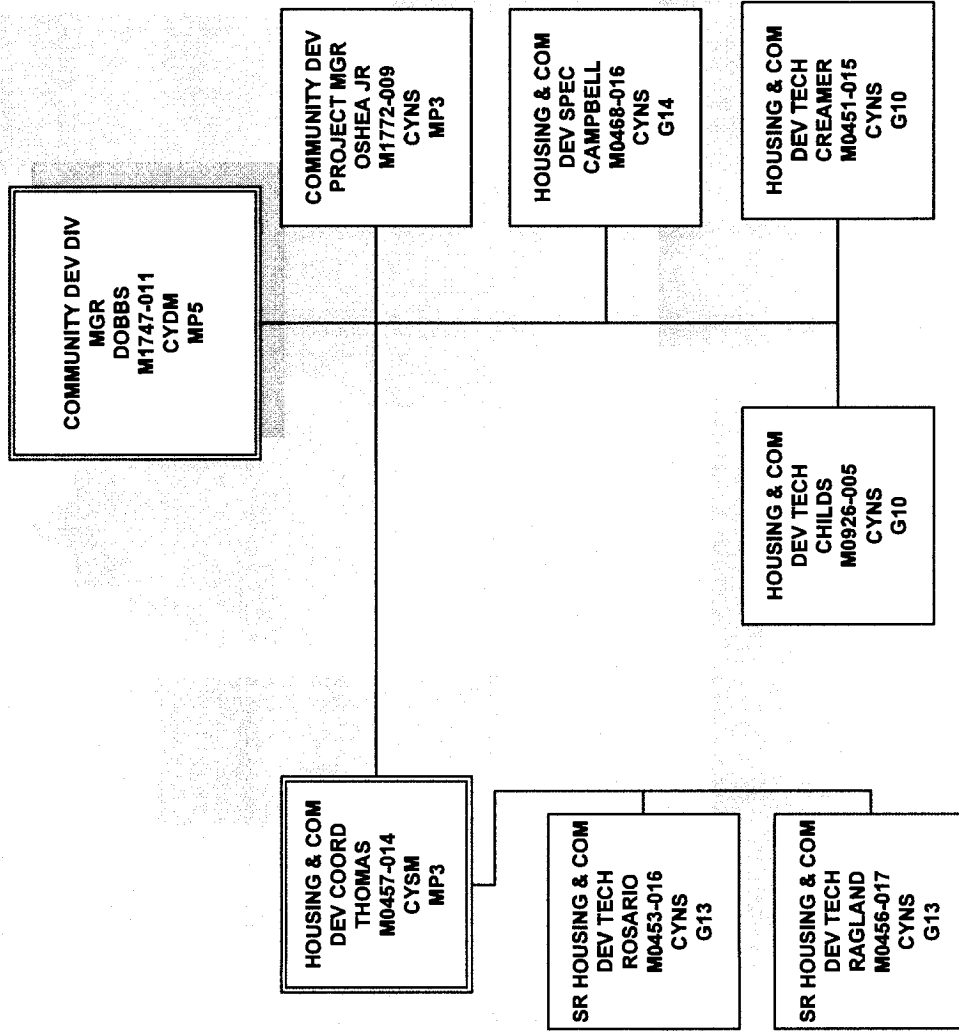 COMMUNITY DEV DIV
MGR
DOBBS
M1747-011
CYDM
MP5
HOUSING & COM
DEV COORD
THOMAS
M0457-014
CYSM
MP3
COMMUNITY DEV
PROJECT MGR
OSHEA JR
M1772-009
CYNS
MP3
SR HOUSING & COM
DEV TECH
ROSARIO
M0453-016
CYNS
G13
HOUSING & COM
DEV SPEC
CAMPBELL
M0468-016
CYNS
G14
SR HOUSING & COM
DEV TECH
RAGLAND
M0456-017
CYNS
G13
HOUSING & COM
DEV TECH
CHILDS
M0926-005
CYNS
G10
HOUSING & COM
DEV TECH
CREAMER
M0451-015
CYNS
G10